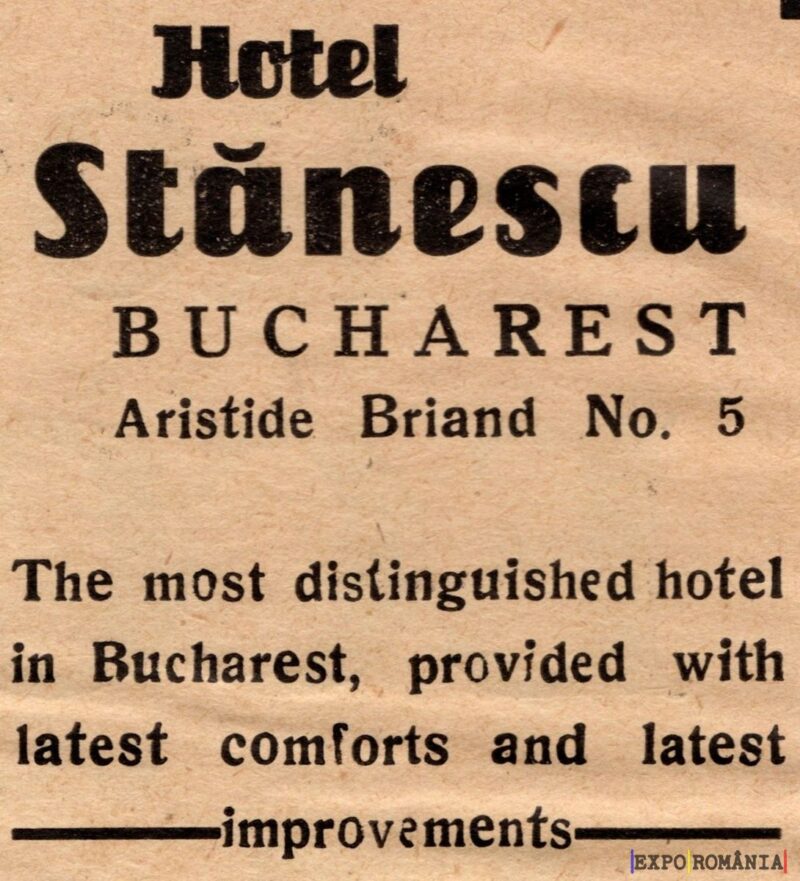 Hotel
Stănescu
BUCHAREST
Aristide Briand No. 5
The most distinguished hotel
in Bucharest, provided with
latest comforts and latest
improvements
EXPO ROMÂNIA